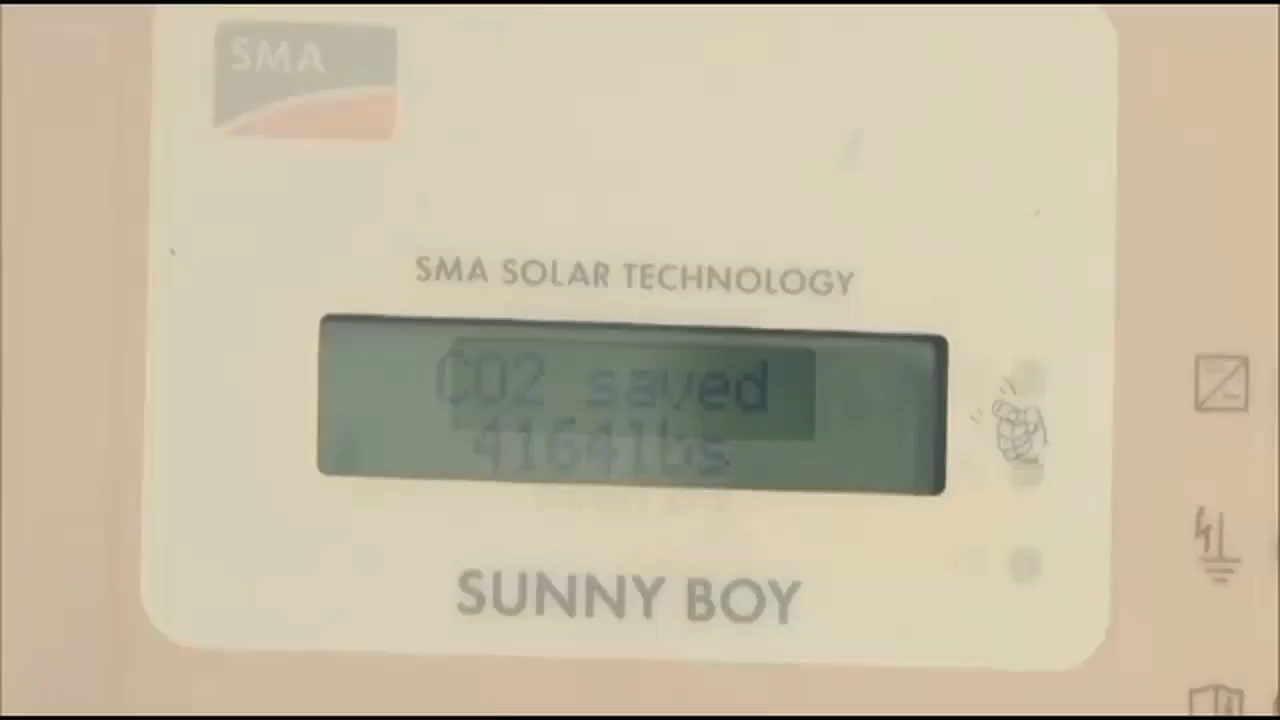 SMA
SMA SOLAR TECHNOLOGY
CO2 saved
4164lbs
SUNNY BOY